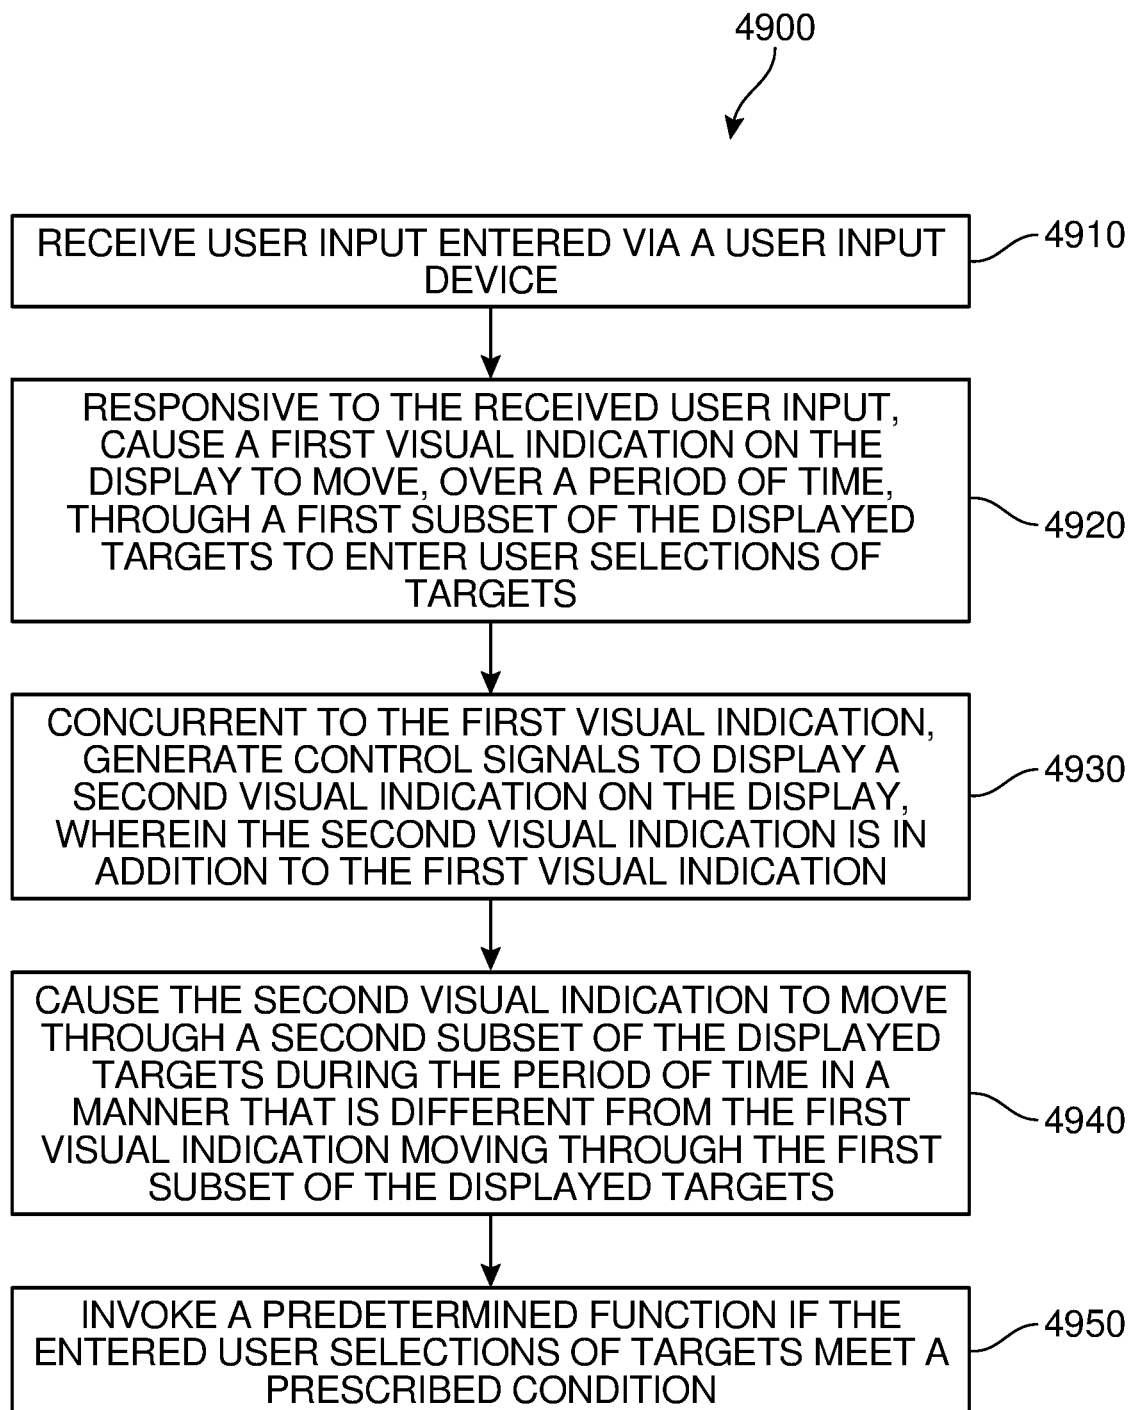 4900
RECEIVE USER INPUT ENTERED VIA A USER INPUT
DEVICE
4910
RESPONSIVE TO THE RECEIVED USER INPUT,
CAUSE A FIRST VISUAL INDICATION ON THE
DISPLAY TO MOVE, OVER A PERIOD OF TIME,
THROUGH A FIRST SUBSET OF THE DISPLAYED
TARGETS TO ENTER USER SELECTIONS OF
TARGETS
4920
CONCURRENT TO THE FIRST VISUAL INDICATION,
GENERATE CONTROL SIGNALS TO DISPLAY A
SECOND VISUAL INDICATION ON THE DISPLAY,
WHEREIN THE SECOND VISUAL INDICATION IS IN
ADDITION TO THE FIRST VISUAL INDICATION
4930
CAUSE THE SECOND VISUAL INDICATION TO MOVE
THROUGH A SECOND SUBSET OF THE DISPLAYED
TARGETS DURING THE PERIOD OF TIME IN A
MANNER THAT IS DIFFERENT FROM THE FIRST
VISUAL INDICATION MOVING THROUGH THE FIRST
SUBSET OF THE DISPLAYED TARGETS
4940
INVOKE A PREDETERMINED FUNCTION IF THE
ENTERED USER SELECTIONS OF TARGETS MEET A
PRESCRIBED CONDITION
4950